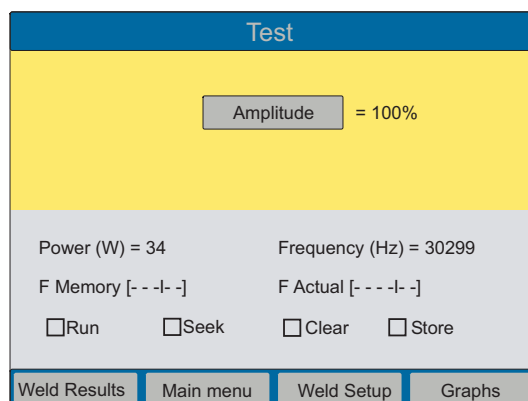 Test
Amplitude = 100%
Power (W) = 34 Frequency (Hz) = 30299
F Memory [- - -I- -] F Actual [- - - -I- -]
Run Seek Clear Store
Weld Results Main menu Weld Setup Graphs